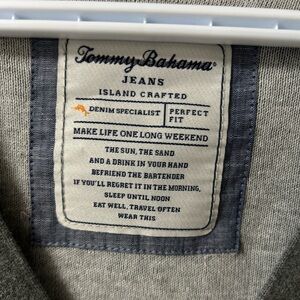 Tommy Bahama®
JEANS
ISLAND CRAFTED
DENIM SPECIALIST PERFECT FIT
MAKE LIFE ONE LONG WEEKEND
THE SUN, THE SAND
AND A DRINK IN YOUR HAND
BEFRIEND THE BARTENDER
IF YOU'LL REGRET IT IN THE MORNING,
SLEEP UNTIL NOON
EAT WELL, TRAVEL OFTEN
WEAR THIS